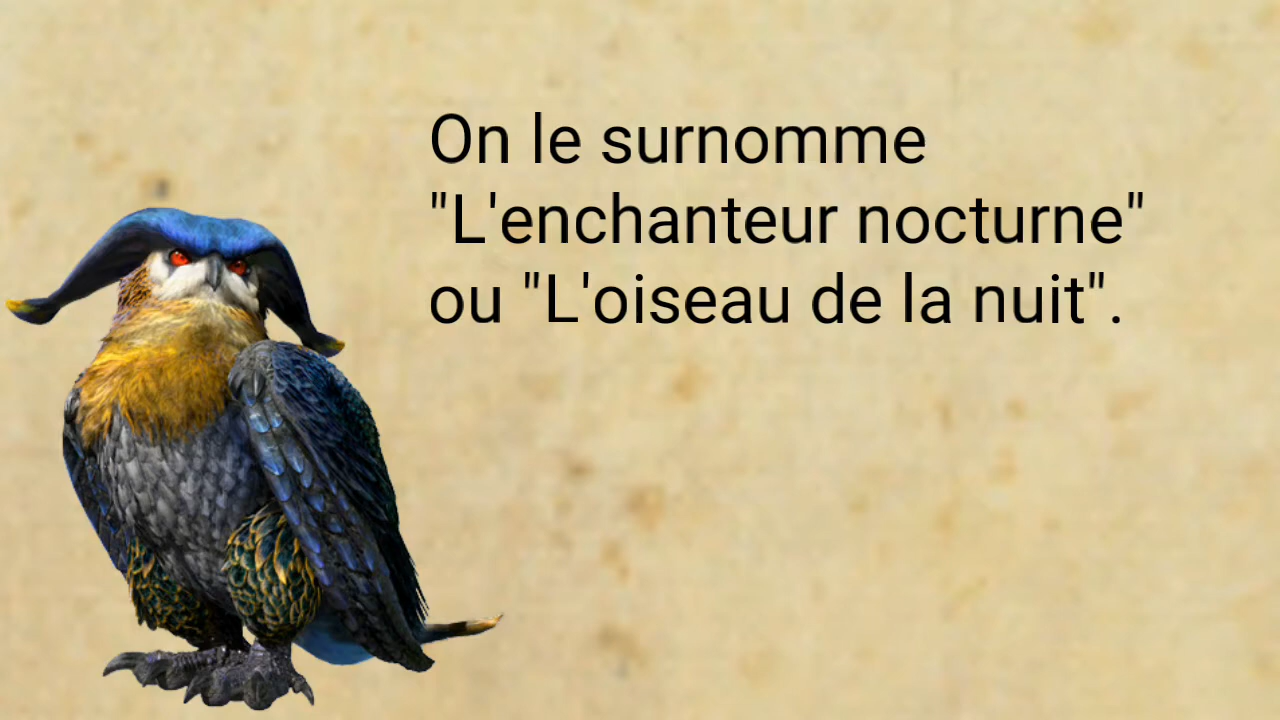 On le surnomme
"L'enchanteur nocturne"
ou "L'oiseau de la nuit".